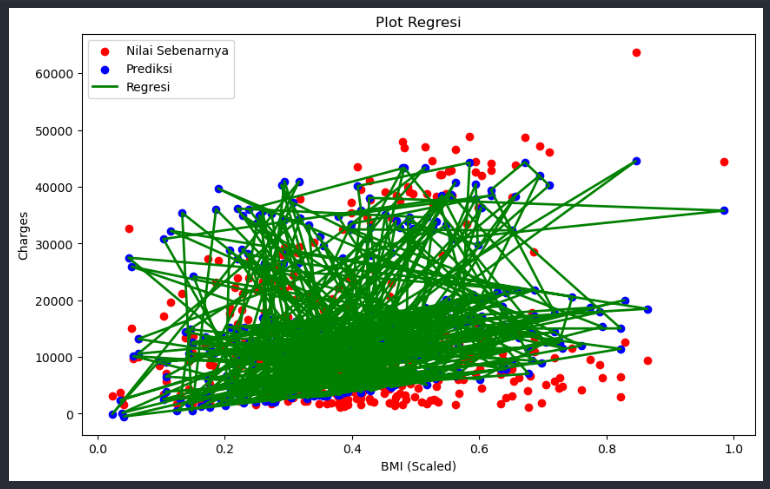 Plot Regresi
Nilai Sebenarnya
Prediksi
Regresi
60000
50000
40000
30000
20000
10000
0
Charges
0.0 0.2 0.4 0.6 0.8 1.0
BMI (Scaled)